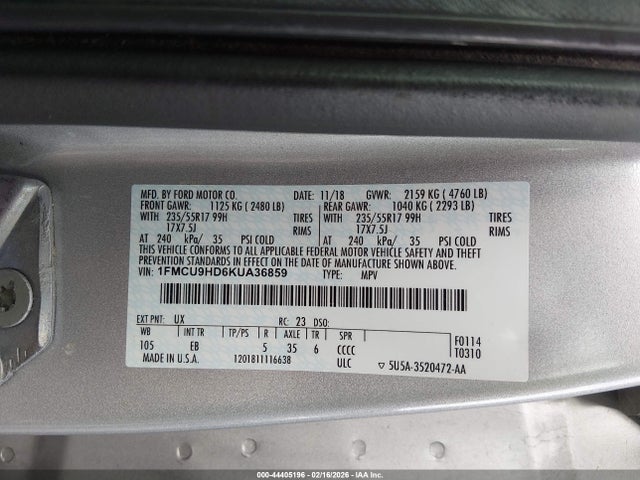 MFD. BY FORD MOTOR CO. 11/18 GVWR: 2159 KG ( 4760 LB)
FRONT GAWR: 1125 KG ( 2480 LB) REAR GAWR: 1040 KG ( 2293 LB)
WITH 235/55R17 99H TIRES WITH 235/55R17 99H TIRES
17X7.5J RIMS 17X7.5J RIMS
AT 240 kPa/ 35 PSI COLD AT 240 kPa/ 35 PSI COLD
THIS VEHICLE CONFORMS TO ALL APPLICABLE FEDERAL MOTOR VEHICLE SAFETY AND THEFT PREVENTION
STANDARDS IN EFFECT ON THE DATE OF MANUFACTURE SHOWN ABOVE.
VIN: 1FMCU9HD6KUA36859 TYPE: MPV
EXT PNT: UX RC: 23 DSO:
WB INT TR TP/PS R AXLE TR SPR F0114
105 EB 5 35 6 CCCC T0310
MADE IN U.S.A. 1201811116638 ULC ▽ 5U5A-3520472-AA
000-44405196 - 02/16/2026 - IAA Inc.